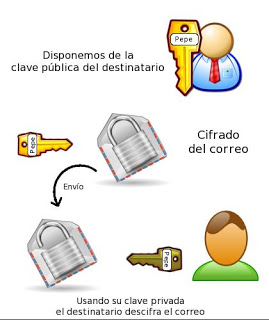 Pepe
Disponemos de la
clave pública del destinatario
Pepe
Cifrado
del correo
Envío
Pepe
Usando su clave privada
el destinatario descifra el correo